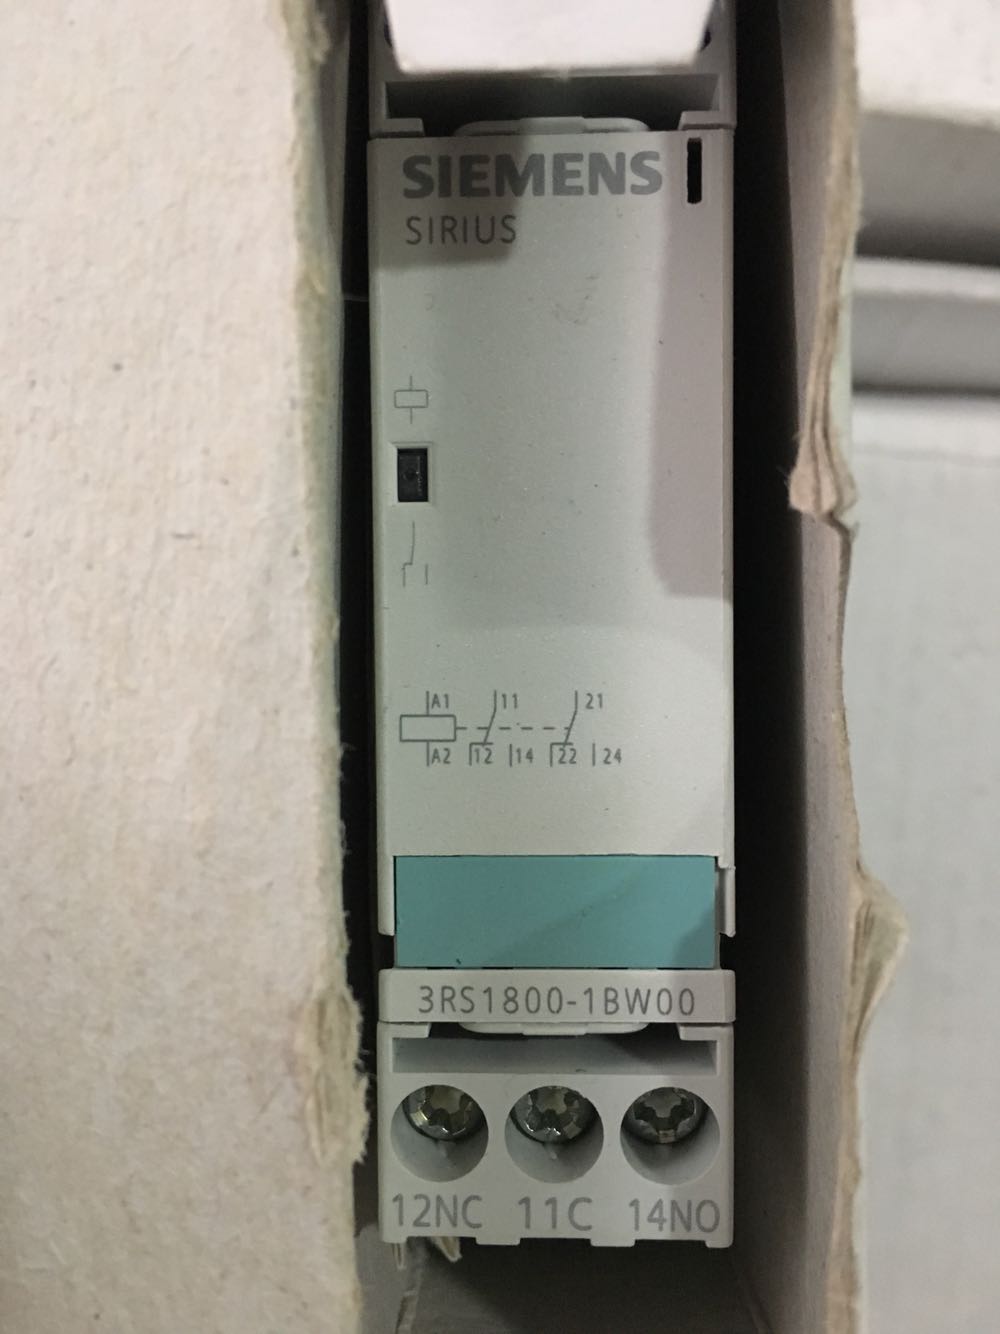 SIEMENS
SIRIUS
A1 11 21
A2 12 14 22 24
3RS1800-1BW00
12NC 11C 14NO